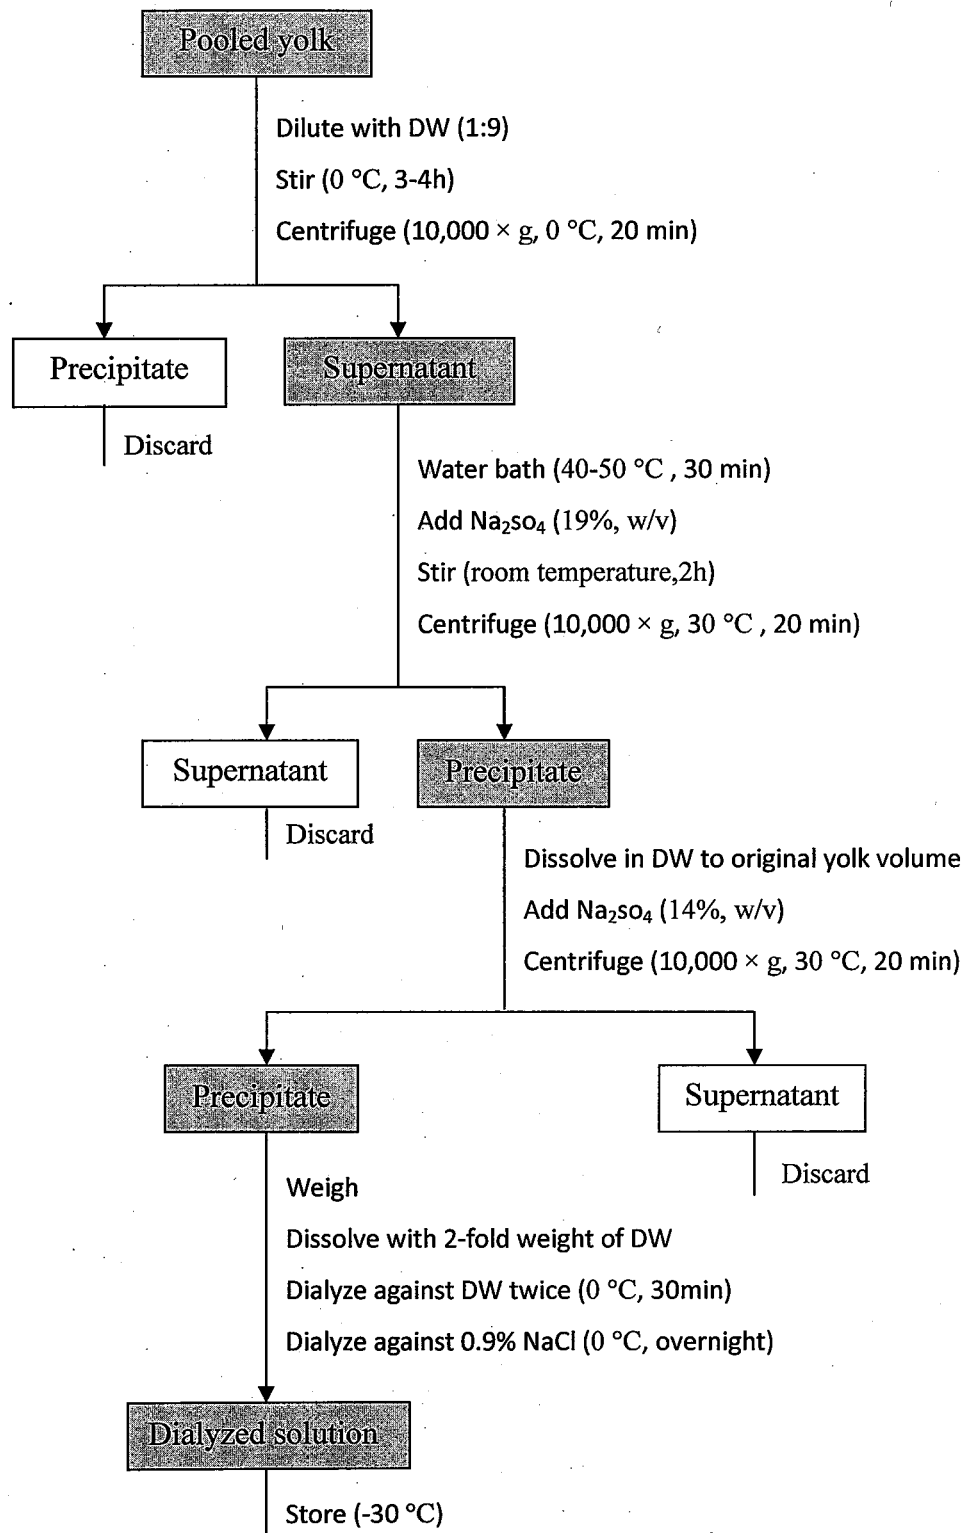 Pooled yolk
Dilute with DW (1:9)
Stir (0 °C, 3-4h)
Centrifuge (10,000 × g, 0 °C, 20 min)
Precipitate
Supernatant
Discard
Water bath (40-50 °C , 30 min)
Add Na₂so₄ (19%, w/v)
Stir (room temperature,2h)
Centrifuge (10,000 × g, 30 °C , 20 min)
Supernatant
Precipitate
Discard
Dissolve in DW to original yolk volume
Add Na₂so₄ (14%, w/v)
Centrifuge (10,000 × g, 30 °C, 20 min)
Precipitate
Supernatant
Discard
Weigh
Dissolve with 2-fold weight of DW
Dialyze against DW twice (0 °C, 30min)
Dialyze against 0.9% NaCl (0 °C, overnight)
Dialyzed solution
Store (-30 °C)